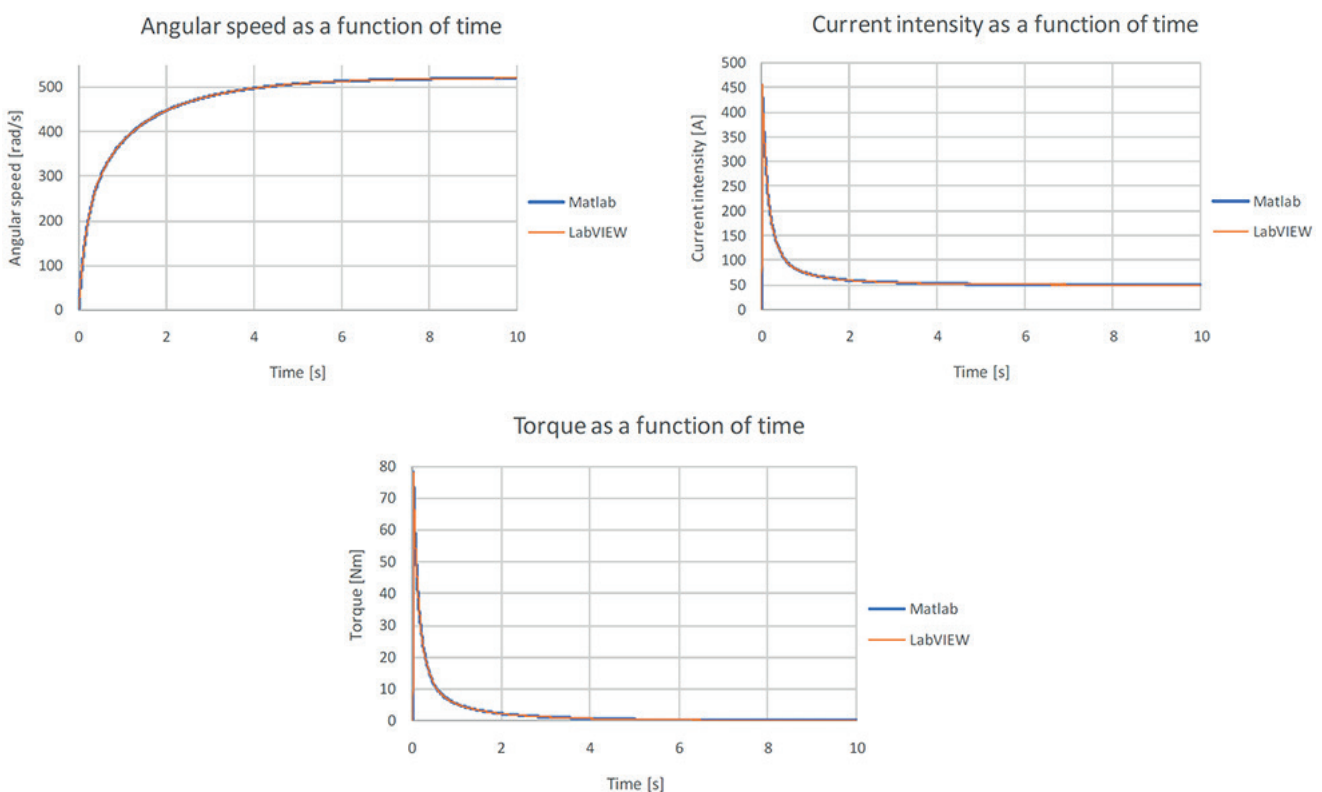 Angular speed as a function of time
Angular speed [rad/s]
500
400
300
200
100
0
0 2 4 6 8 10
Time [s]
Matlab
LabVIEW
Current intensity as a function of time
Current intensity [A]
500
450
400
350
300
250
200
150
100
50
0
0 2 4 6 8 10
Time [s]
Matlab
LabVIEW
Torque as a function of time
Torque [Nm]
80
70
60
50
40
30
20
10
0
0 2 4 6 8 10
Time [s]
Matlab
LabVIEW